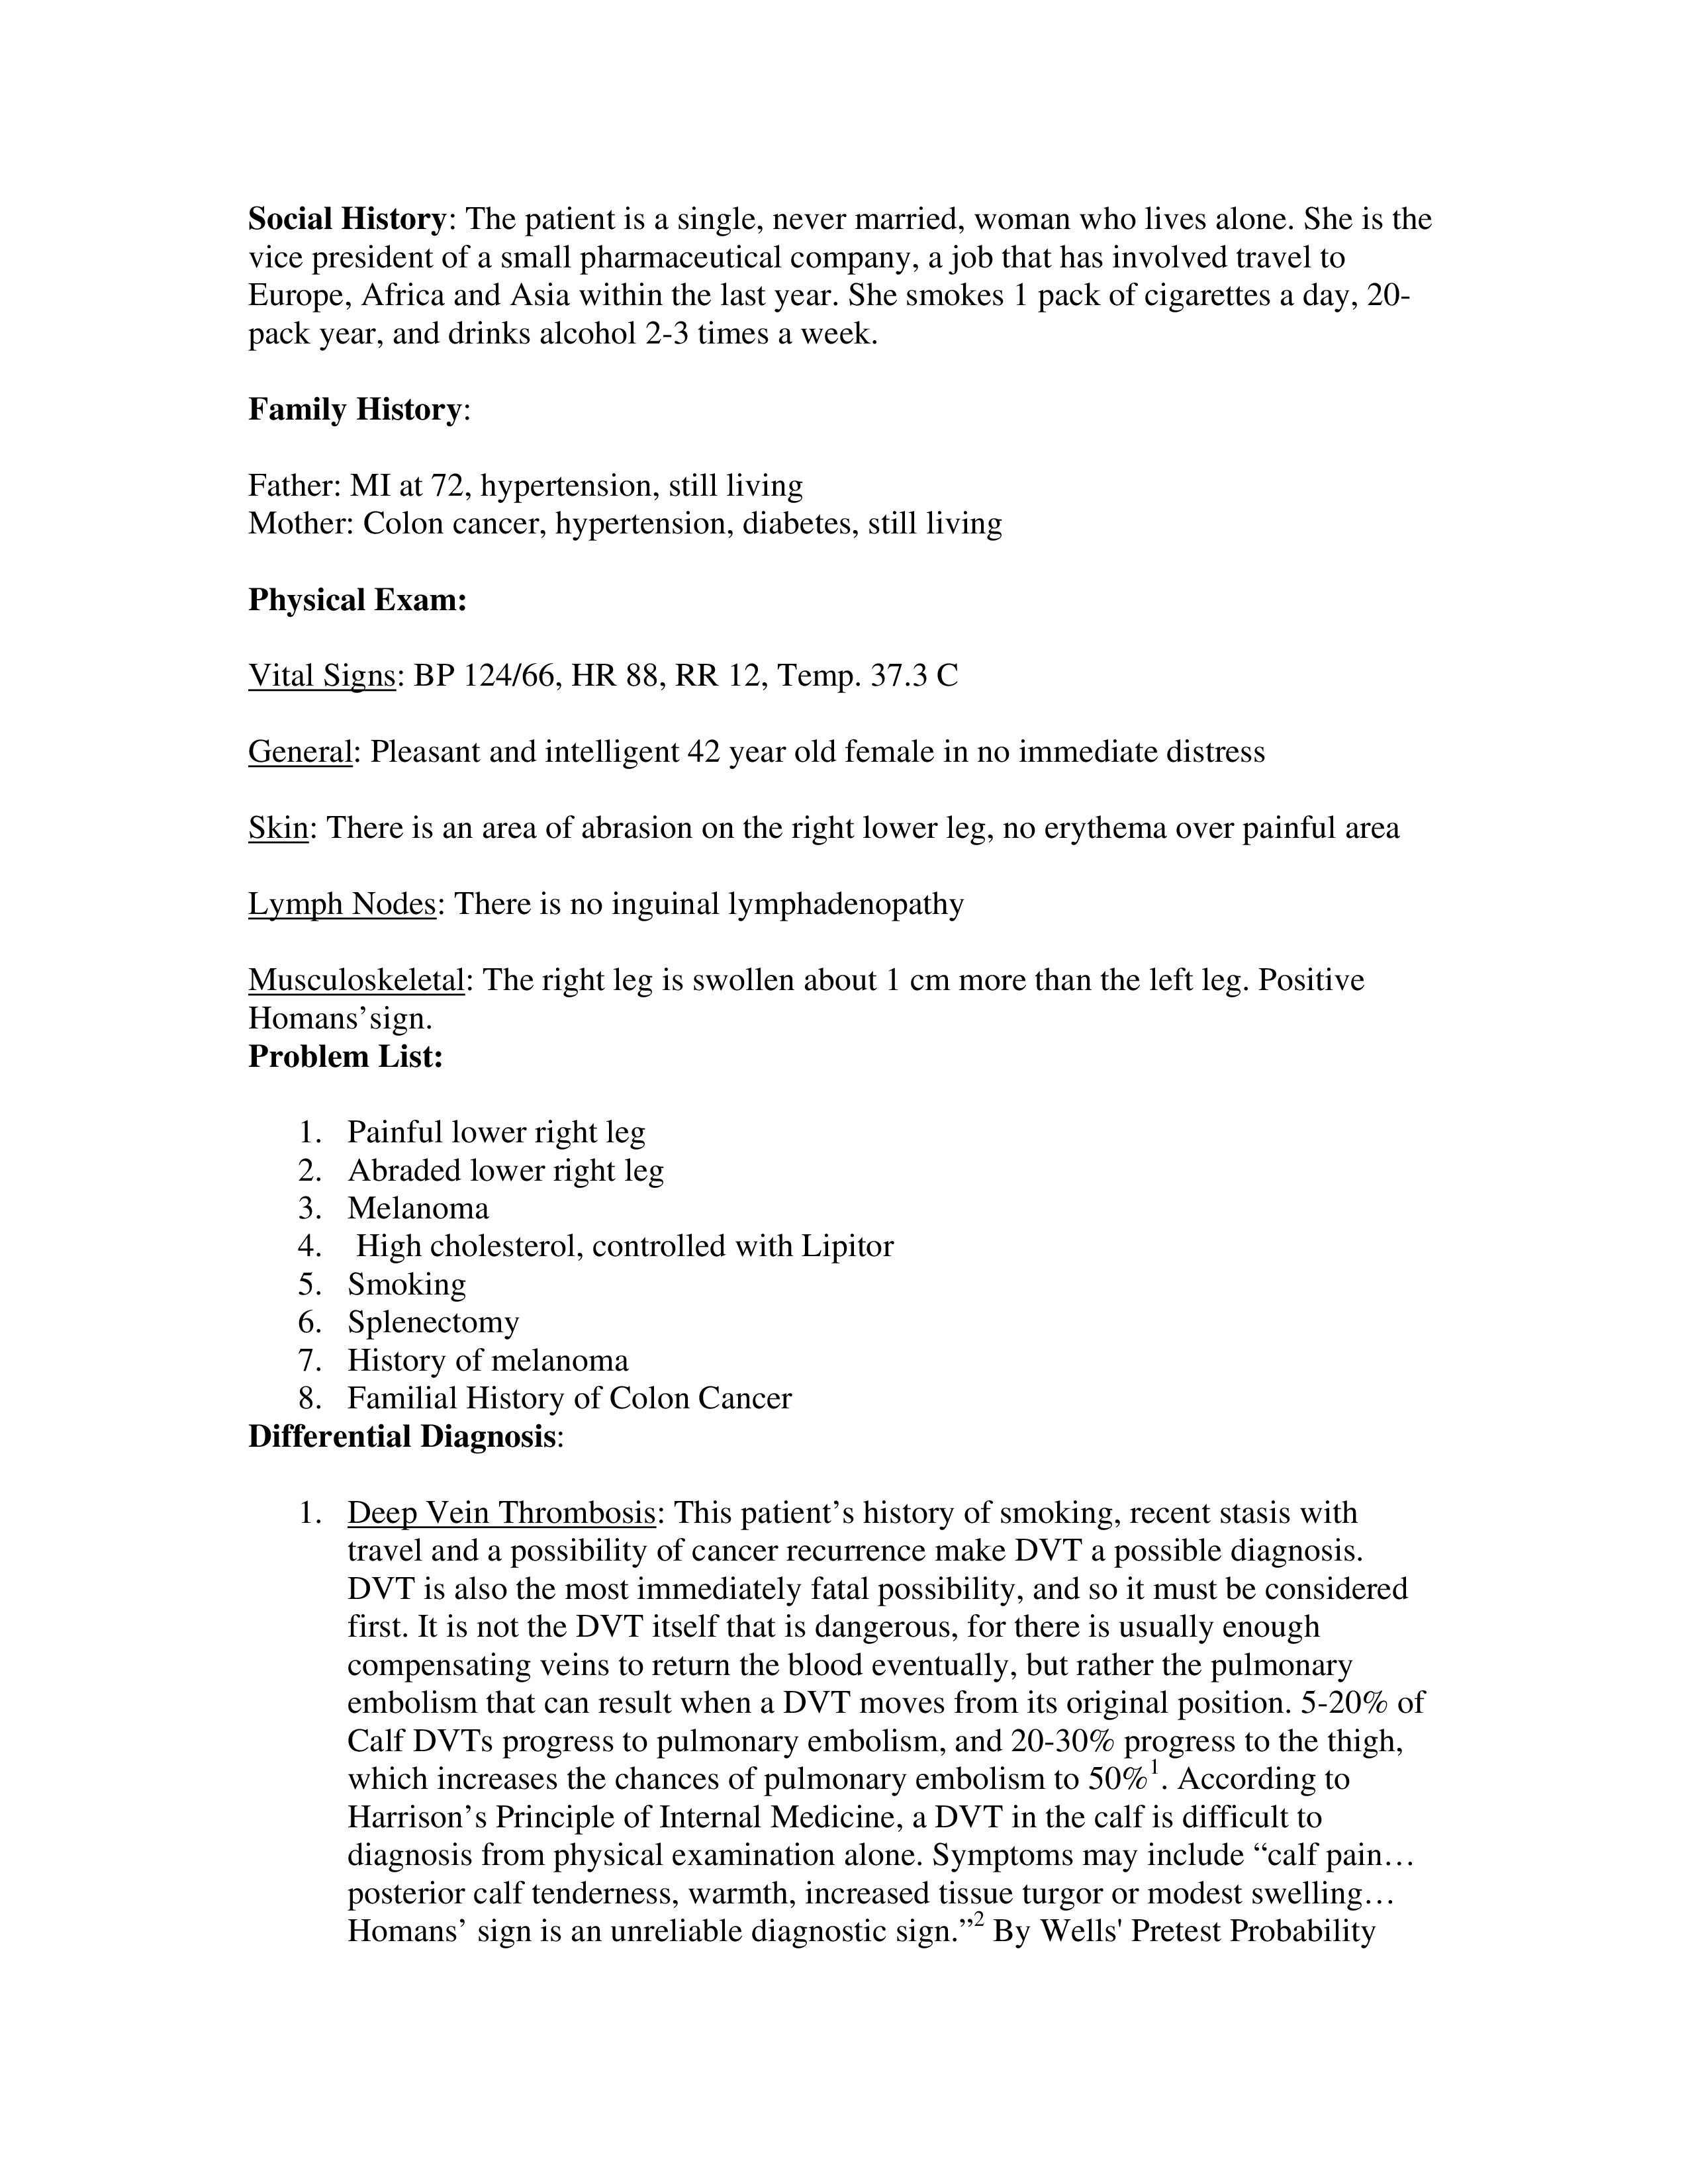 Social History: The patient is a single, never married, woman who lives alone. She is the
vice president of a small pharmaceutical company, a job that has involved travel to
Europe, Africa and Asia within the last year. She smokes 1 pack of cigarettes a day, 20-
pack year, and drinks alcohol 2-3 times a week.
Family History:
Father: MI at 72, hypertension, still living
Mother: Colon cancer, hypertension, diabetes, still living
Physical Exam:
Vital Signs: BP 124/66, HR 88, RR 12, Temp. 37.3 C
General: Pleasant and intelligent 42 year old female in no immediate distress
Skin: There is an area of abrasion on the right lower leg, no erythema over painful area
Lymph Nodes: There is no inguinal lymphadenopathy
Musculoskeletal: The right leg is swollen about 1 cm more than the left leg. Positive
Homans’sign.
Problem List:
1. Painful lower right leg
2. Abraded lower right leg
3. Melanoma
4. High cholesterol, controlled with Lipitor
5. Smoking
6. Splenectomy
7. History of melanoma
8. Familial History of Colon Cancer
Differential Diagnosis:
1. Deep Vein Thrombosis: This patient’s history of smoking, recent stasis with
travel and a possibility of cancer recurrence make DVT a possible diagnosis.
DVT is also the most immediately fatal possibility, and so it must be considered
first. It is not the DVT itself that is dangerous, for there is usually enough
compensating veins to return the blood eventually, but rather the pulmonary
embolism that can result when a DVT moves from its original position. 5-20% of
Calf DVTs progress to pulmonary embolism, and 20-30% progress to the thigh,
which increases the chances of pulmonary embolism to 50%1. According to
Harrison’s Principle of Internal Medicine, a DVT in the calf is difficult to
diagnosis from physical examination alone. Symptoms may include “calf pain…
posterior calf tenderness, warmth, increased tissue turgor or modest swelling…
Homans’ sign is an unreliable diagnostic sign.”2 By Wells' Pretest Probability